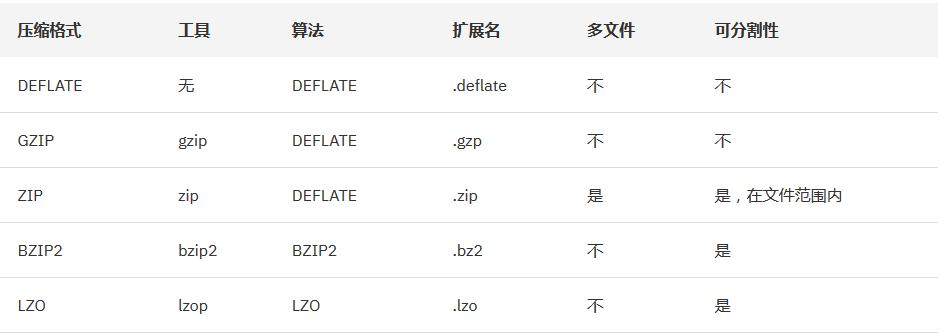 压缩格式 工具 算法 扩展名 多文件 可分割性
DEFLATE 无 DEFLATE .deflate 不 不
GZIP gzip DEFLATE .gzp 不 不
ZIP zip DEFLATE .zip 是 是，在文件范围内
BZIP2 bzip2 BZIP2 .bz2 不 是
LZO lzop LZO .lzo 不 是